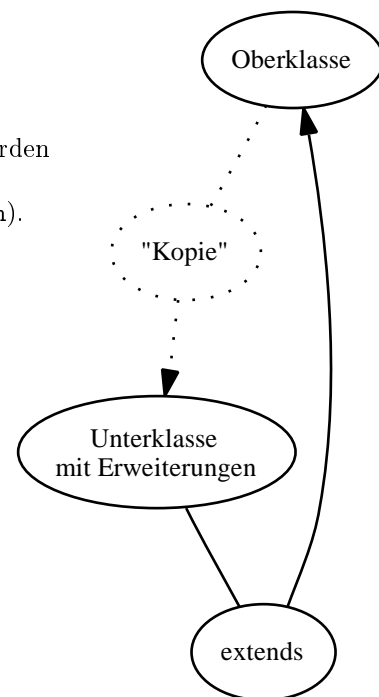 Oberklasse
"Kopie"
Unterklasse
mit Erweiterungen
extends